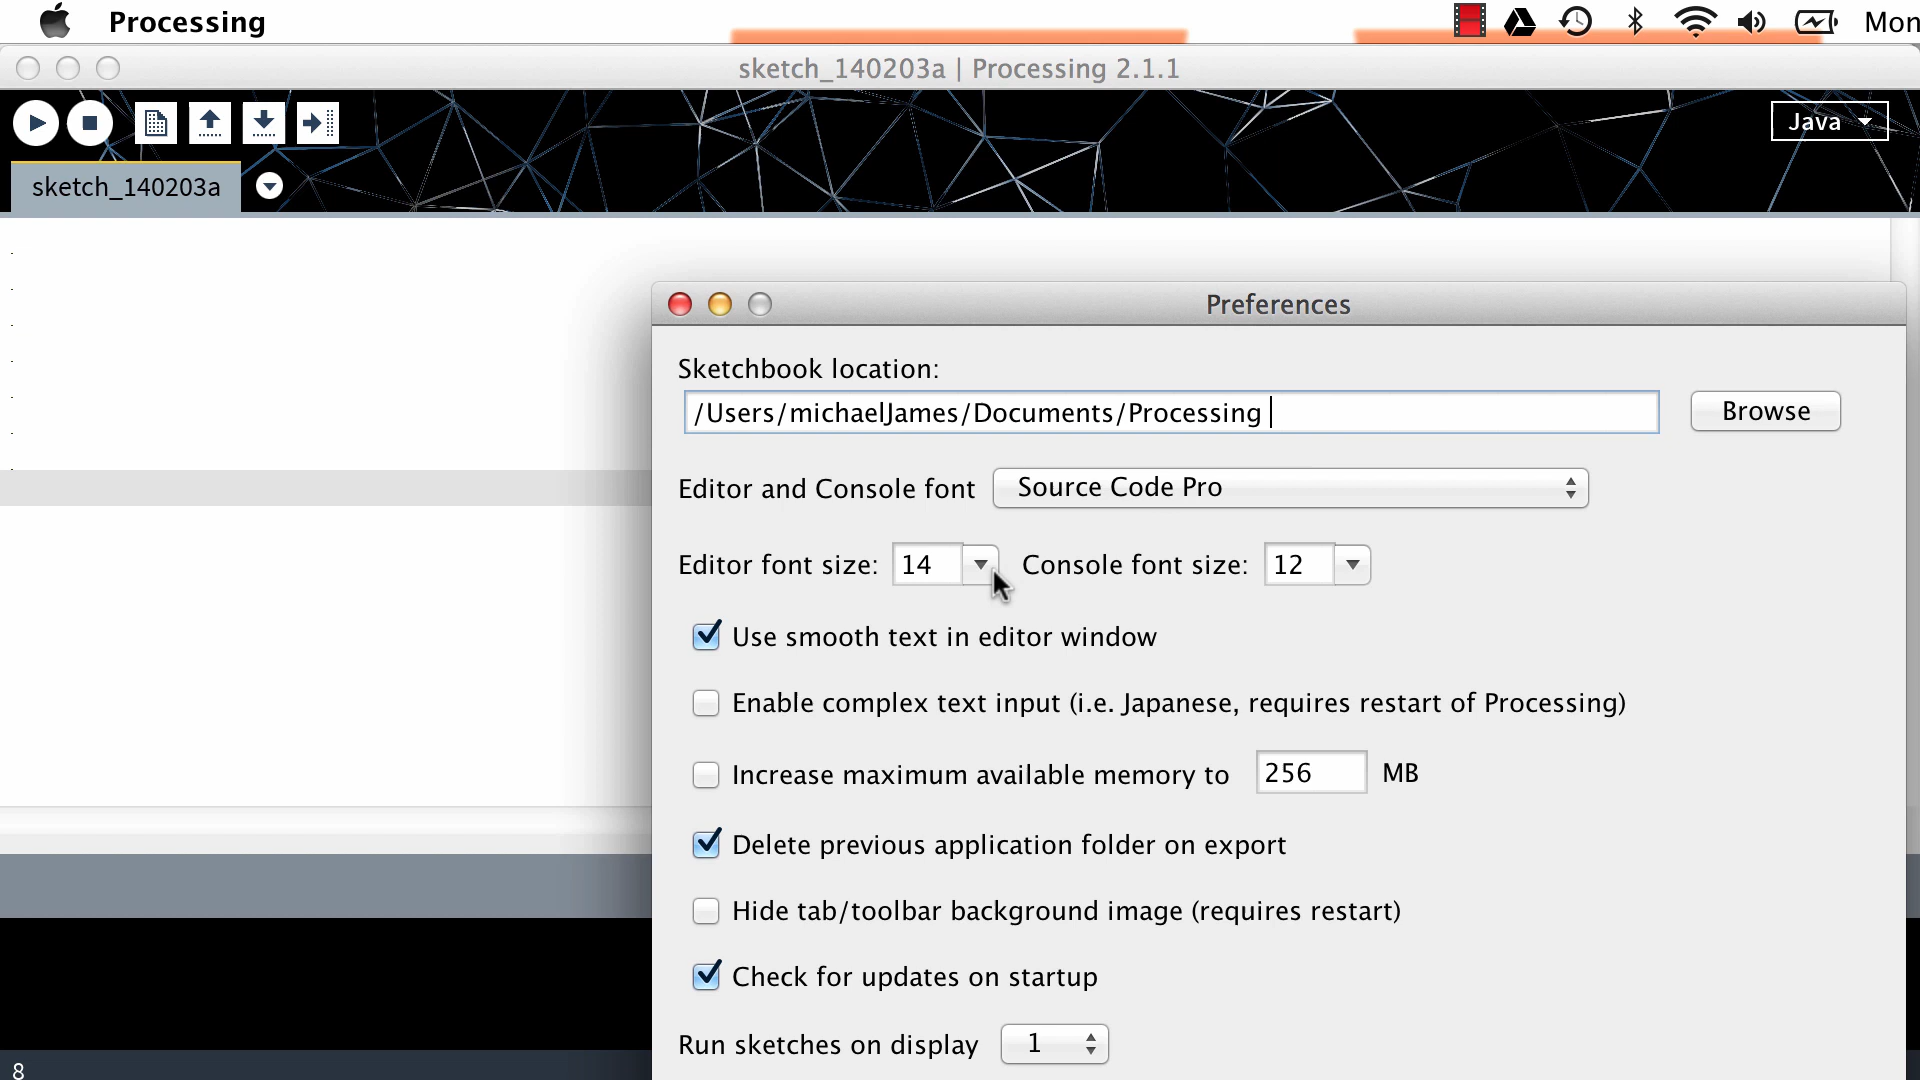 Processing
Mon
sketch_140203a | Processing 2.1.1
Java
sketch_140203a
Preferences
Sketchbook location:
/Users/michaelJames/Documents/Processing
Browse
Editor and Console font Source Code Pro
Editor font size: 14 Console font size: 12
Use smooth text in editor window
Enable complex text input (i.e. Japanese, requires restart of Processing)
Increase maximum available memory to 256 MB
Delete previous application folder on export
Hide tab/toolbar background image (requires restart)
Check for updates on startup
Run sketches on display 1
8